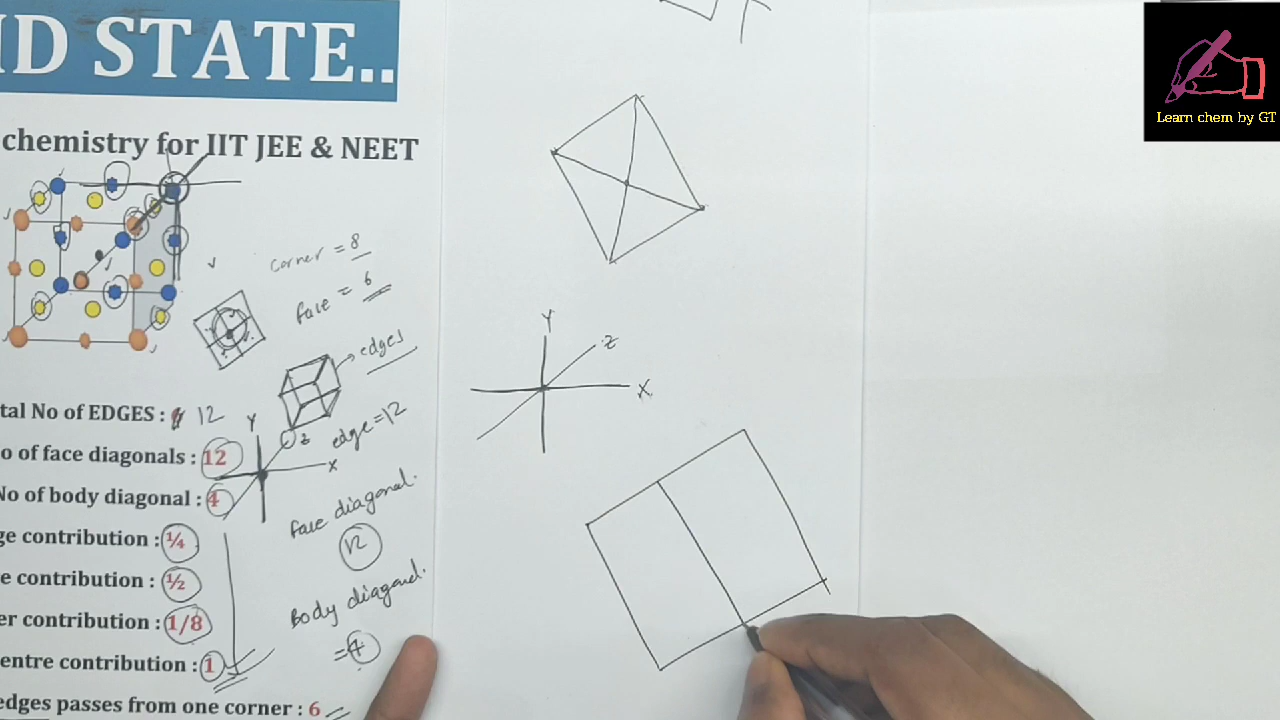 ID STATE..
chemistry for IIT JEE & NEET
corner = 8
face = 6
edges
tal No of EDGES : 12
Y
edge=12
z
X
o of face diagonals : 12
No of body diagonal : 4
face diagonal.
12
ge contribution : ¼
e contribution : ½
Body diagonal.
er contribution : 1/8
=4
entre contribution : 1
edges passes from one corner : 6
Y
z
X
Learn chem by GT